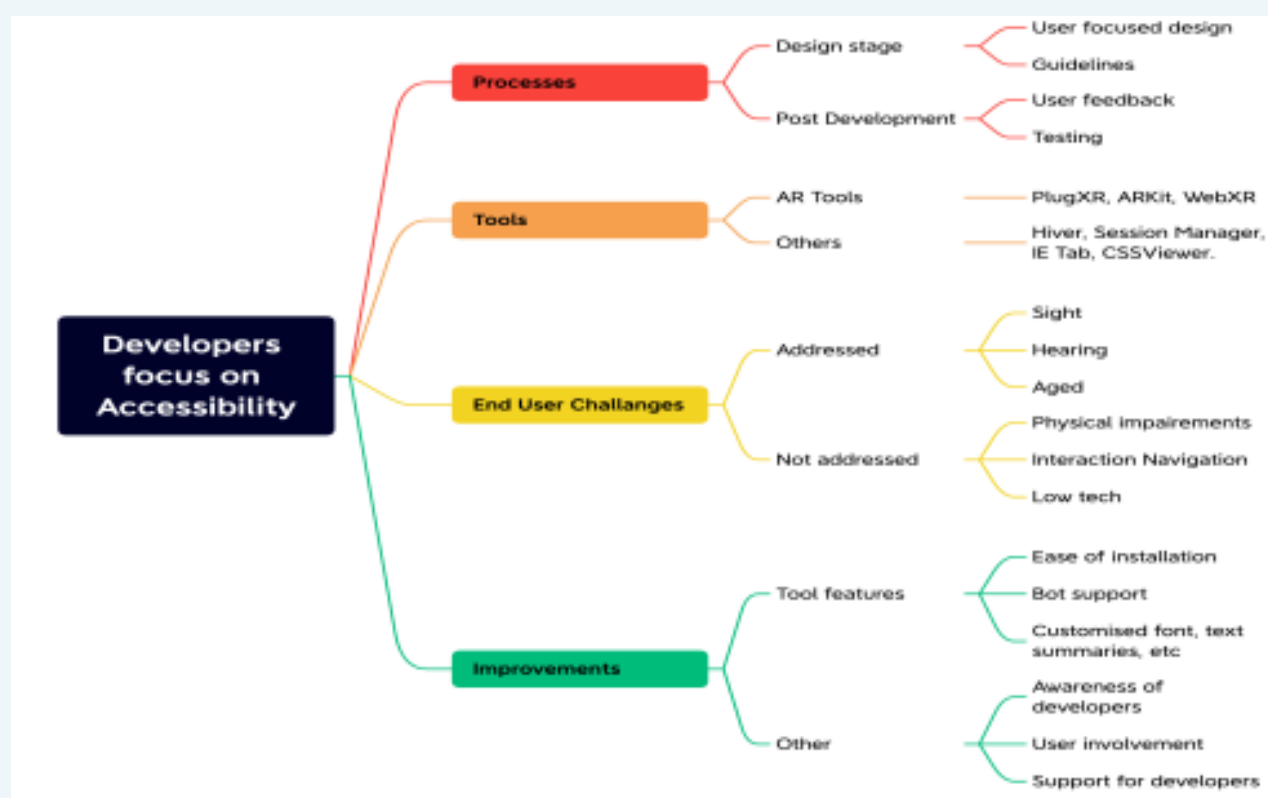 Developers
focus on
Accessibility
Processes
Design stage
User focused design
Guidelines
Post Development
User feedback
Testing
Tools
AR Tools
PlugXR, ARKit, WebXR
Others
Hiver, Session Manager,
IE Tab, CSSViewer.
End User Challanges
Addressed
Sight
Hearing
Aged
Not addressed
Physical impairements
Interaction Navigation
Low tech
Improvements
Tool features
Ease of installation
Bot support
Customised font, text
summaries, etc
Other
Awareness of
developers
User involvement
Support for developers